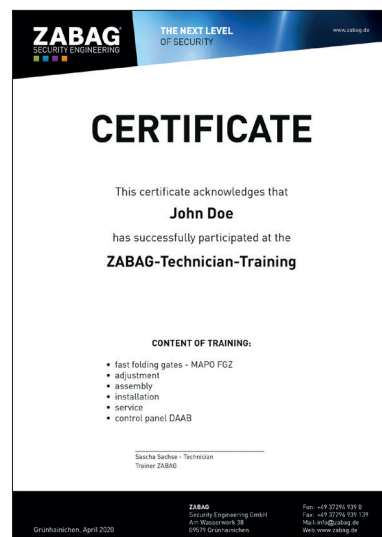 ZABAG
SECURITY ENGINEERING
THE NEXT LEVEL
OF SECURITY
www.zabag.de
CERTIFICATE
This certificate acknowledges that
John Doe
has successfully participated at the
ZABAG-Technician-Training
CONTENT OF TRAINING:
• fast folding gates - MAPO FGZ
• adjustment
• assembly
• installation
• service
• control panel DAAB
Sascha Sachse - Technician
Trainer ZABAG
Grünhainichen, April 2020
ZABAG
Security Engineering GmbH
Am Wasserwerk 38
09579 Grünhainichen
Fon: +49 37294 939 0
Fax: +49 37294 939 139
Mail: info@zabag.de
Web: www.zabag.de